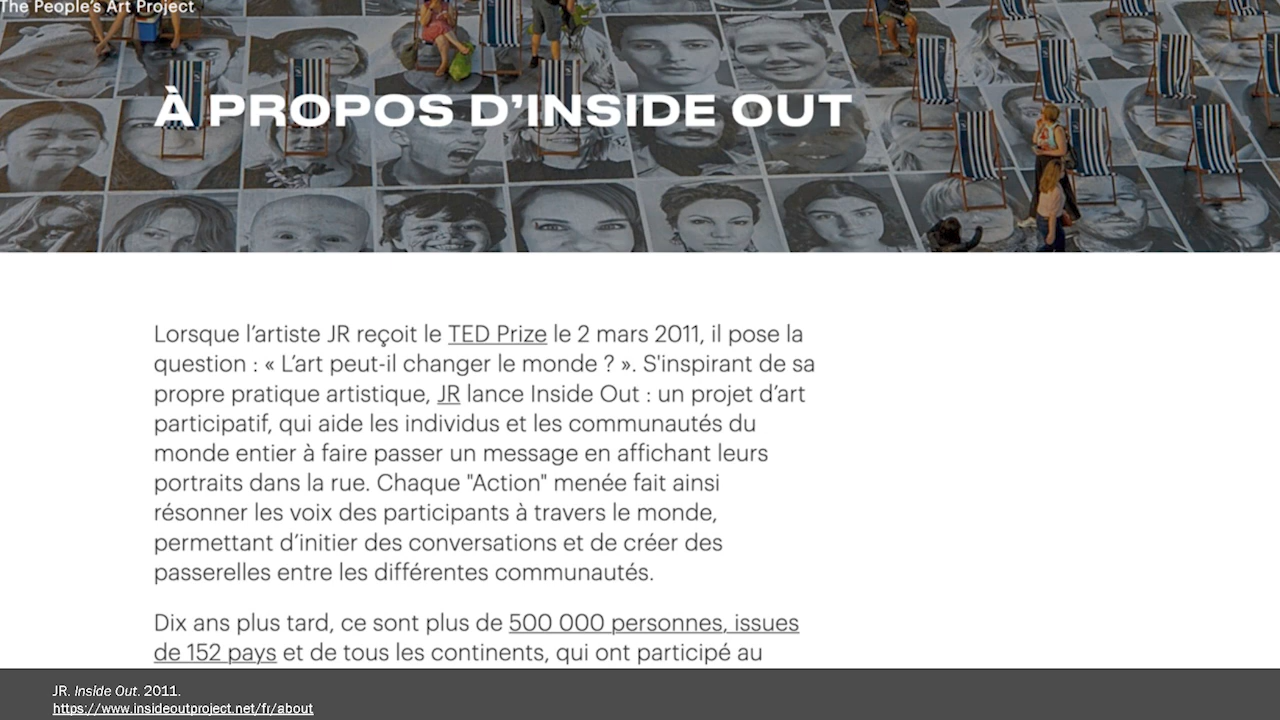 The People's Art Project
À PROPOS D'INSIDE OUT
Lorsque l'artiste JR reçoit le TED Prize le 2 mars 2011, il pose la
question : « L'art peut-il changer le monde ? ». S'inspirant de sa
propre pratique artistique, JR lance Inside Out : un projet d'art
participatif, qui aide les individus et les communautés du
monde entier à faire passer un message en affichant leurs
portraits dans la rue. Chaque "Action" menée fait ainsi
résonner les voix des participants à travers le monde,
permettant d'initier des conversations et de créer des
passerelles entre les différentes communautés.
Dix ans plus tard, ce sont plus de 500 000 personnes, issues
de 152 pays et de tous les continents, qui ont participé au
JR. Inside Out. 2011.
https://www.insideoutproject.net/fr/about